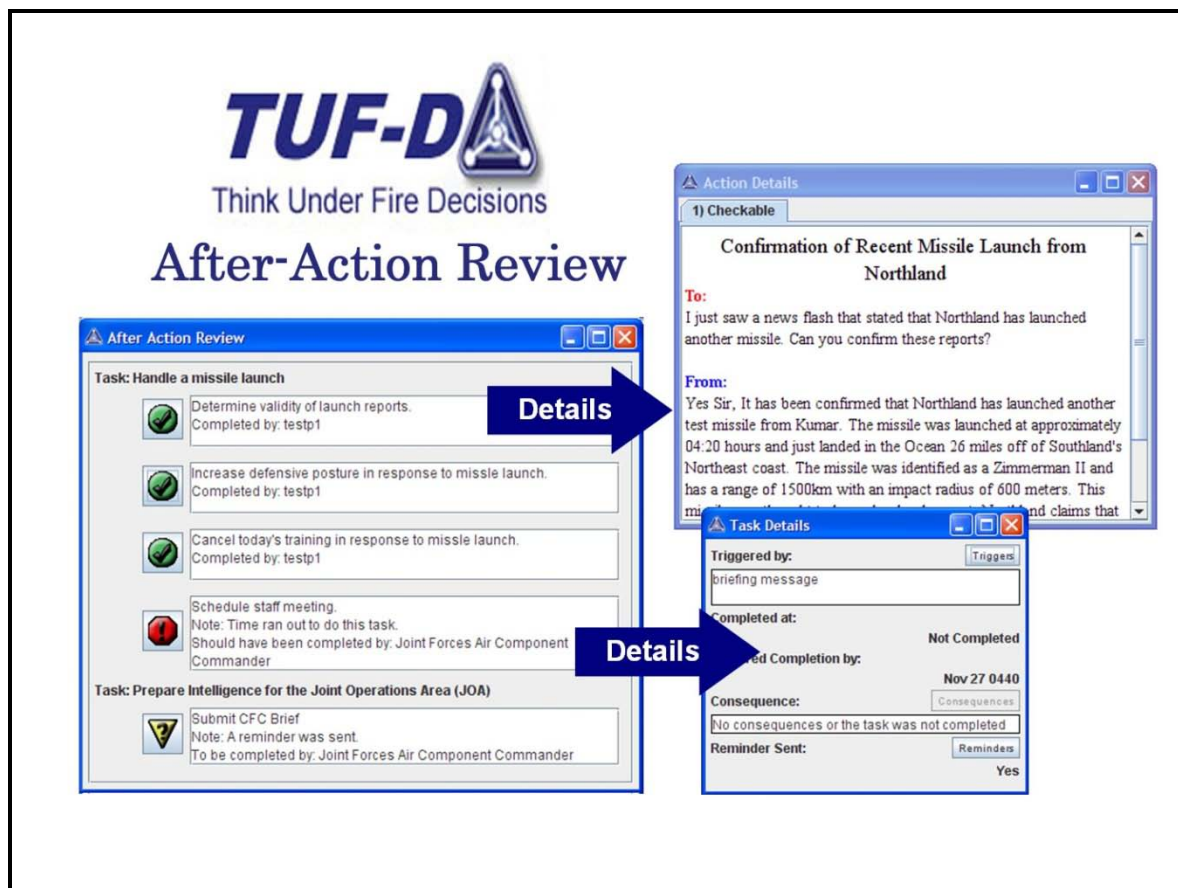 TUF-D
Think Under Fire Decisions
After-Action Review
After Action Review
Task: Handle a missile launch
Determine validity of launch reports.
Completed by: testp1
Increase defensive posture in response to missle launch.
Completed by: testp1
Cancel today's training in response to missle launch.
Completed by: testp1
Schedule staff meeting.
Note: Time ran out to do this task.
Should have been completed by: Joint Forces Air Component
Commander
Task: Prepare Intelligence for the Joint Operations Area (JOA)
Submit CFC Brief
Note: A reminder was sent.
To be completed by: Joint Forces Air Component Commander
Details
Action Details
1) Checkable
Confirmation of Recent Missile Launch from
Northland
To:
I just saw a news flash that stated that Northland has launched
another missile. Can you confirm these reports?
From:
Yes Sir, It has been confirmed that Northland has launched another
test missile from Kumar. The missile was launched at approximately
04:20 hours and just landed in the Ocean 26 miles off of Southland's
Northeast coast. The missile was identified as a Zimmerman II and
has a range of 1500km with an impact radius of 600 meters. This
claims that
Details
Task Details
Triggered by:
Triggers
briefing message
Completed at:
Not Completed
Completion by:
Nov 27 0440
Consequence:
Consequences
No consequences or the task was not completed
Reminder Sent:
Reminders
Yes